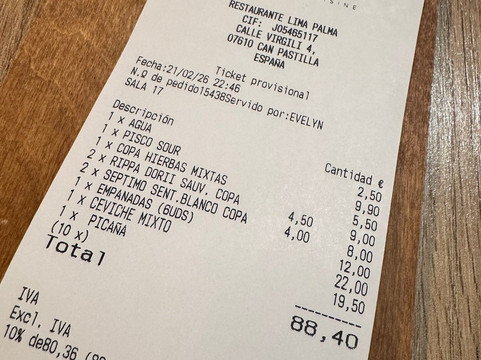 ISINE
RESTAURANTE LIMA PALMA
CIF: J05465117
CALLE VIRGILI 4,
07610 CAN PASTILLA
ESPAÑA
Ticket provisional
Fecha:21/02/26 22:46
N.º de pedido15438Servido por:EVELYN
SALA 17
Descripción Cantidad €
1 x AGUA 2,50
1 x PISCO SOUR 9,90
1 x COPA HIERBAS MIXTAS 5,50
2 x RIPPA DORII SAUV. COPA 4,50 9,00
2 x SEPTIMO SENT.BLANCO COPA 4,00 8,00
1 x EMPANADAS (6UDS) 12,00
1 x CEVICHE MIXTO 22,00
1 x PICAÑA 19,50
(10 x)
Total 88,40
IVA
Excl. IVA
10% de80,36